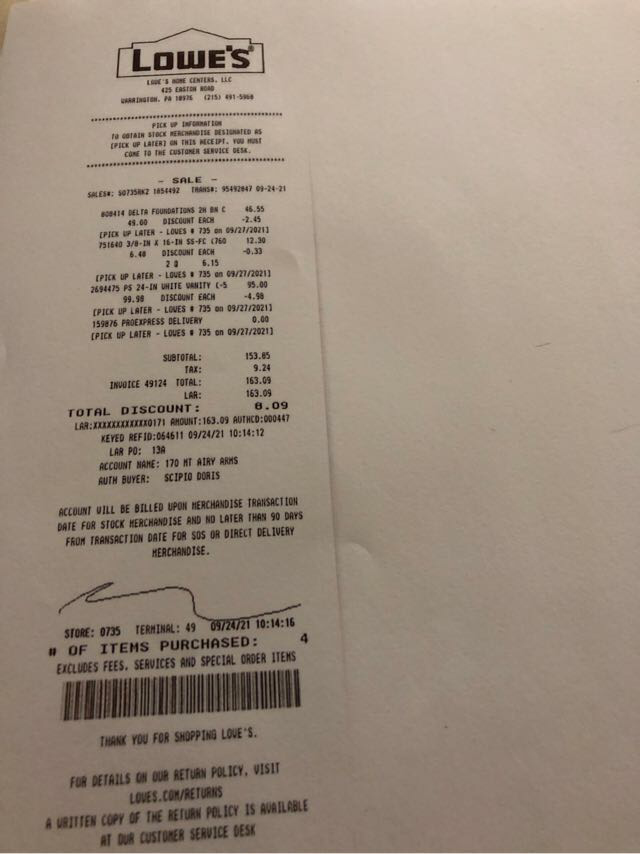 LOWE'S®
LOWE'S HOME CENTERS, LLC
425 EASTON ROAD
WARRINGTON, PA 18976 (215) 491-5960
PICK UP INFORMATION
TO OBTAIN STOCK MERCHANDISE DESIGNATED AS
[PICK UP LATER] ON THIS RECEIPT, YOU MUST
COME TO THE CUSTOMER SERVICE DESK.
- SALE -
SALES#: S0735RK2 1854492 TRANS#: 95492847 09-24-21
808414 DELTA FOUNDATIONS 2H BN C 46.55
49.00 DISCOUNT EACH -2.45
[PICK UP LATER - LOWES # 735 on 09/27/2021]
751640 3/8-IN X 16-IN SS-FC (760 12.30
6.48 DISCOUNT EACH -0.33
2 @ 6.15
[PICK UP LATER - LOWES # 735 on 09/27/2021]
2694475 PS 24-IN WHITE VANITY (-5 95.00
99.98 DISCOUNT EACH -4.98
[PICK UP LATER - LOWES # 735 on 09/27/2021]
159876 PROEXPRESS DELIVERY 0.00
[PICK UP LATER - LOWES # 735 on 09/27/2021]
SUBTOTAL: 153.85
TAX: 9.24
INVOICE 49124 TOTAL: 163.09
LAR: 163.09
TOTAL DISCOUNT: 8.09
LAR:XXXXXXXXXXXX0171 AMOUNT:163.09 AUTHCD:000447
KEYED REFID:064611 09/24/21 10:14:12
LAR PO: 13A
ACCOUNT NAME: 170 MT AIRY ARMS
AUTH BUYER: SCIPIO DORIS
ACCOUNT WILL BE BILLED UPON MERCHANDISE TRANSACTION
DATE FOR STOCK MERCHANDISE AND NO LATER THAN 90 DAYS
FROM TRANSACTION DATE FOR SOS OR DIRECT DELIVERY
MERCHANDISE.
STORE: 0735 TERMINAL: 49 09/24/21 10:14:16
# OF ITEMS PURCHASED: 4
EXCLUDES FEES, SERVICES AND SPECIAL ORDER ITEMS
THANK YOU FOR SHOPPING LOWE'S.
FOR DETAILS ON OUR RETURN POLICY, VISIT
LOWES.COM/RETURNS
A WRITTEN COPY OF THE RETURN POLICY IS AVAILABLE
AT OUR CUSTOMER SERVICE DESK